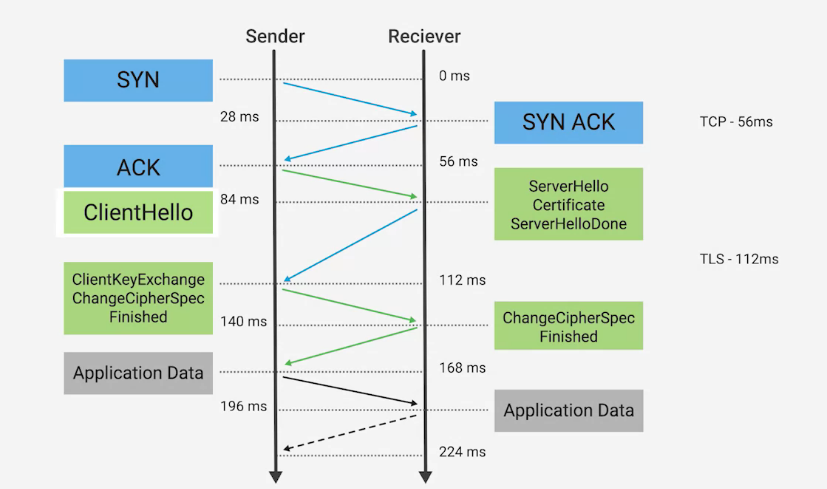 Sender
Reciever
SYN
0 ms
28 ms
SYN ACK
TCP - 56ms
ACK
56 ms
ClientHello
84 ms
ServerHello
Certificate
ServerHelloDone
TLS - 112ms
ClientKeyExchange
ChangeCipherSpec
Finished
112 ms
140 ms
ChangeCipherSpec
Finished
Application Data
168 ms
196 ms
Application Data
224 ms